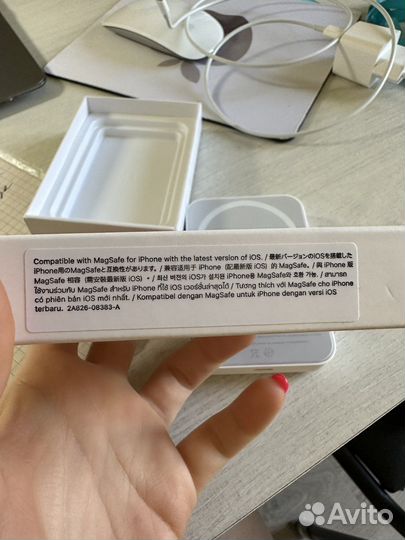 Compatible with MagSafe for iPhone with the latest version of iOS. / 最新バージョンのiOSを搭載した
iPhone用のMagSafeと互換性があります。/ 兼容适用于 iPhone (配最新版 iOS) 的 MagSafe。/ 與 iPhone 版
MagSafe 相容 (需安裝最新版 iOS)。/ 최신 버전의 iOS가 설치된 iPhone용 MagSafe와 호환 가능. / สามารถ
ใช้งานร่วมกับ MagSafe สำหรับ iPhone ที่ใช้ iOS เวอร์ชั่นล่าสุดได้ / Tương thích với MagSafe cho iPhone
có phiên bản iOS mới nhất. / Kompatibel dengan MagSafe untuk iPhone dengan versi iOS
terbaru. 2A826-08383-A
Avito